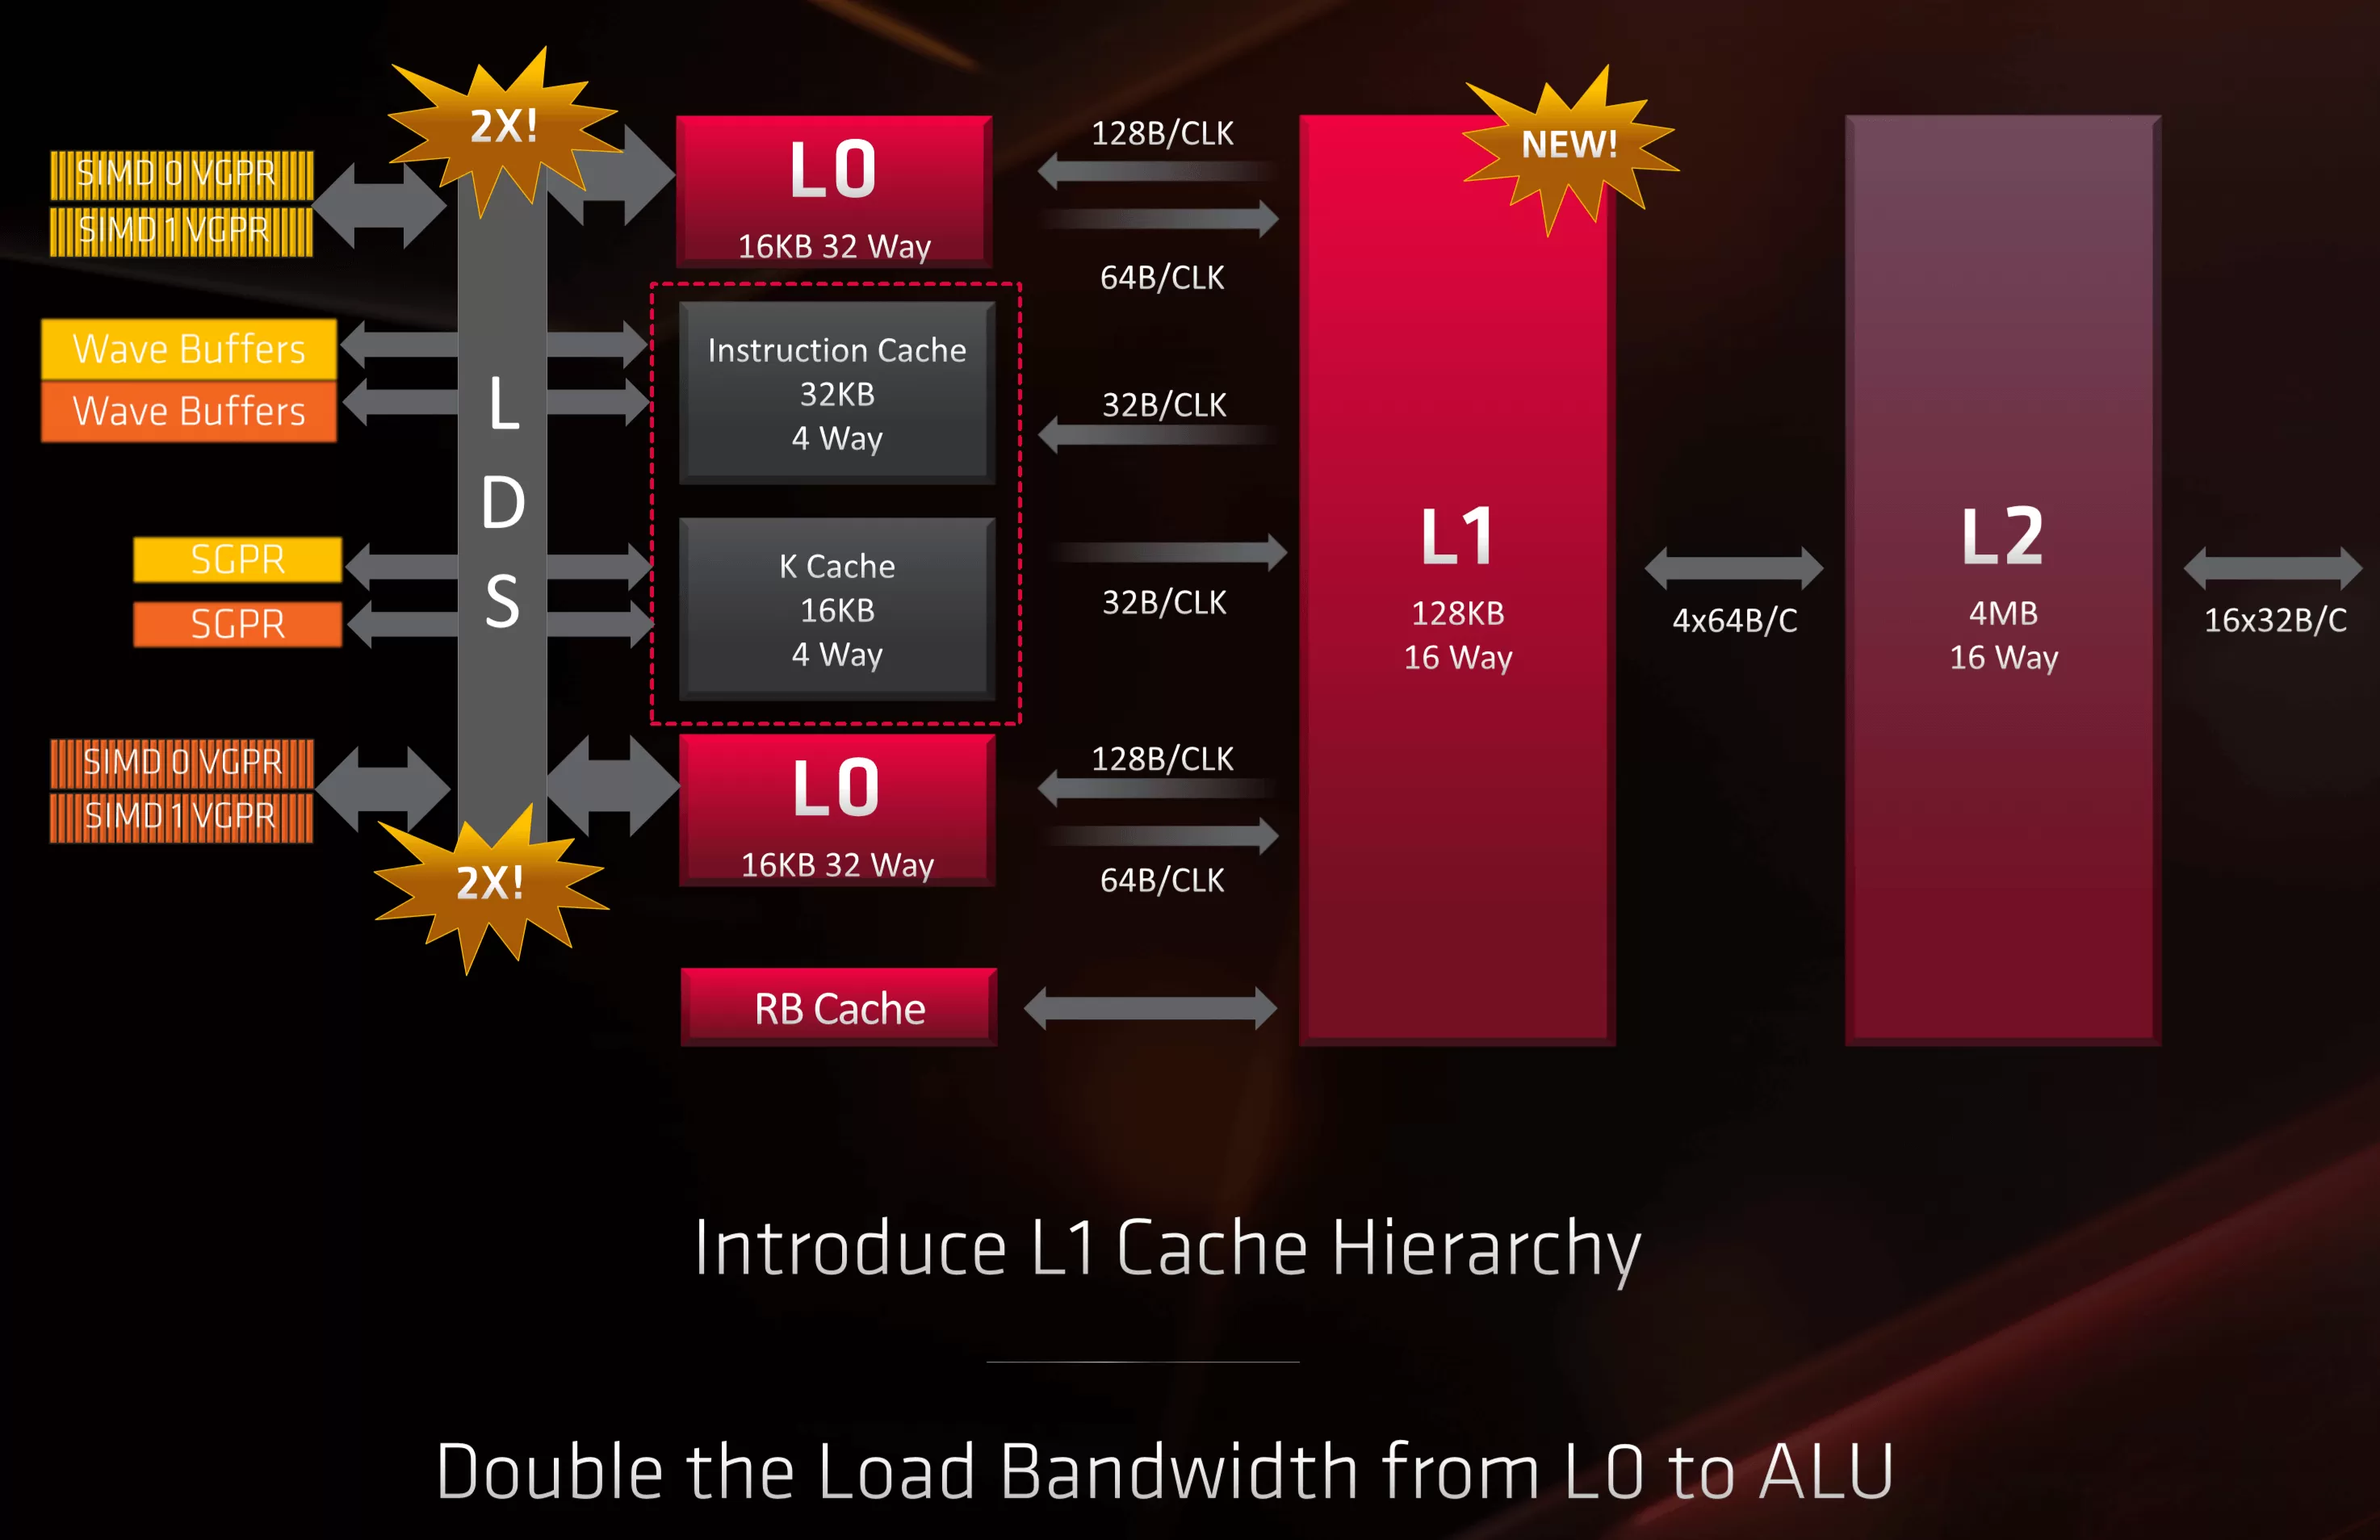 2X!
NEW!
SIMD 0 VGPR
SIMD 1 VGPR
L0
16KB 32 Way
128B/CLK
64B/CLK
Wave Buffers
Wave Buffers
L
D
S
Instruction Cache
32KB
4 Way
32B/CLK
SGPR
SGPR
K Cache
16KB
4 Way
32B/CLK
L1
128KB
16 Way
4x64B/C
L2
4MB
16 Way
16x32B/C
SIMD 0 VGPR
SIMD 1 VGPR
2X!
L0
16KB 32 Way
128B/CLK
64B/CLK
RB Cache
Introduce L1 Cache Hierarchy
Double the Load Bandwidth from L0 to ALU